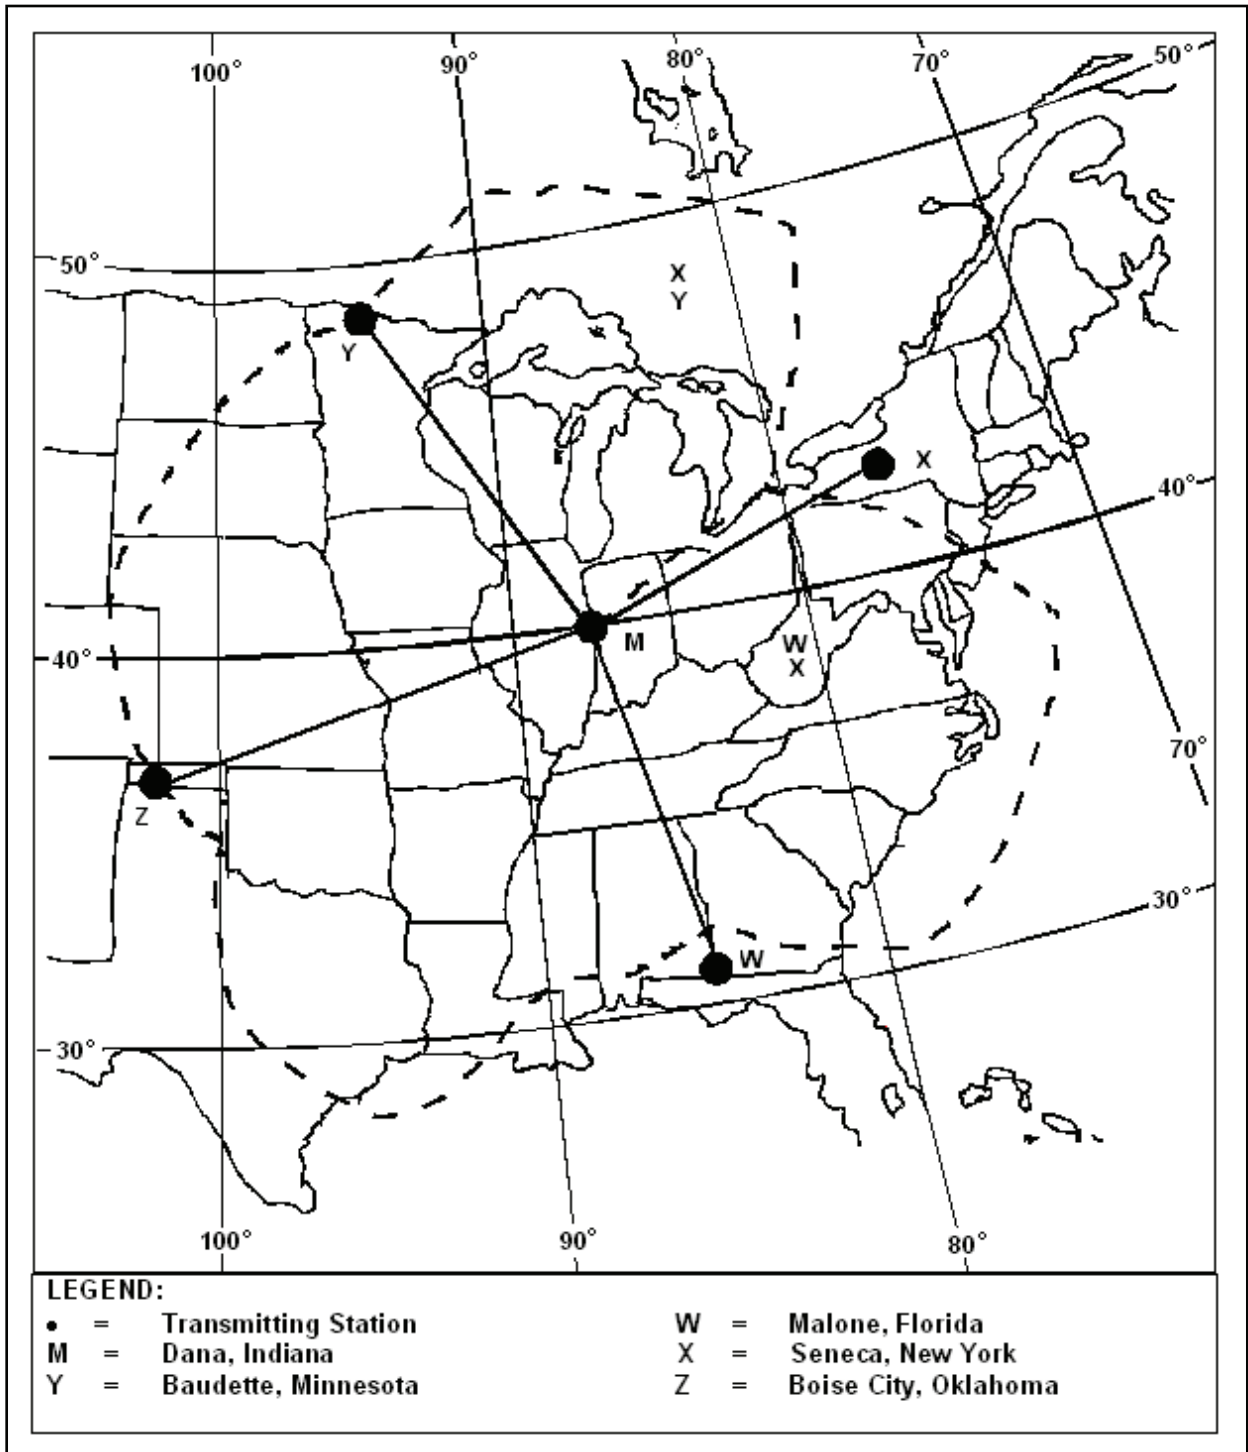 100° 90° 80° 70° 50°
50°
X
Y
Y
X
40°
M
W
X
40°
70°
Z
30°
W
30°
100° 90° 80°
LEGEND:
• = Transmitting Station
W = Malone, Florida
M = Dana, Indiana
X = Seneca, New York
Y = Baudette, Minnesota
Z = Boise City, Oklahoma